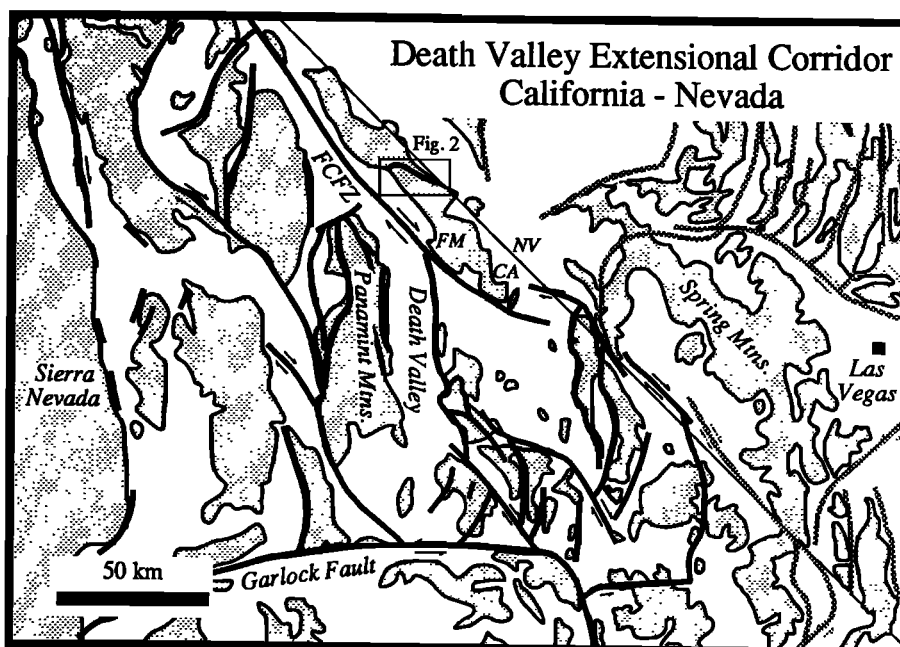 Death Valley Extensional Corridor
California - Nevada
Fig. 2
FCFZ
FM
NV
CA
Spring Mtns.
Panamint Mtns
Death Valley
Sierra
Nevada
Las
Vegas
50 km
Garlock Fault